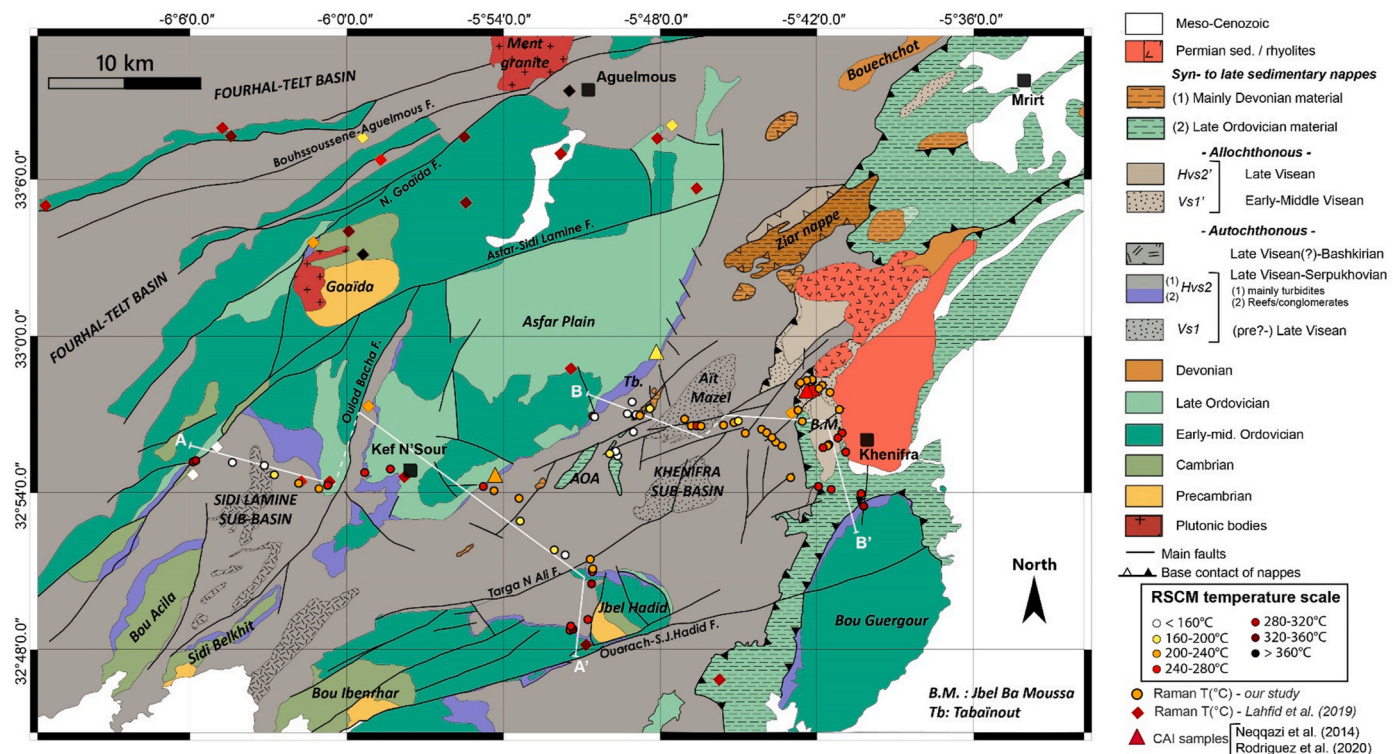 -6°6'0.0"
-6°00'0.0"
-5°54'0.0"
-5°48'0.0"
-5°42'0.0"
-5°36'0.0"
33°6'0.0"
33°0'0.0"
32°54'0.0"
32°48'0.0"
10 km
FOURHAL-TELT BASIN
Ment
granite
Aguelmous
Bouechchot
Mrirt
Bouhssoussene-Aguelmous F.
N. Goaïda F.
Asfar-Sidi Lamine F.
Ziar nappe
Goaïda
FOURHAL-TELT BASIN
Asfar Plain
Oulad Bacha F.
Tb.
Aït
Mazel
B
A
B.M.
Kef N'Sour
Khenifra
AOA
KHENIFRA
SUB-BASIN
SIDI LAMINE
SUB-BASIN
B'
North
Targa N Ali F.
Jbel Hadid
Bou Acila
Sidi Belkhit
Ouarach-S.J.Hadid F.
Bou Guergour
A'
Bou Ibenrhar
B.M. : Jbel Ba Moussa
Tb: Tabaïnout
Meso-Cenozoic
Permian sed. / rhyolites
Syn- to late sedimentary nappes
(1) Mainly Devonian material
(2) Late Ordovician material
- Allochthonous -
Hvs2' Late Visean
Vs1' Early-Middle Visean
- Autochthonous -
Late Visean(?)-Bashkirian
(1) Hvs2 Late Visean-Serpukhovian
(1) mainly turbidites
(2) (2) Reefs/conglomerates
Vs1 (pre?-) Late Visean
Devonian
Late Ordovician
Early-mid. Ordovician
Cambrian
Precambrian
Plutonic bodies
Main faults
Base contact of nappes
RSCM temperature scale
< 160°C 280-320°C
160-200°C 320-360°C
200-240°C > 360°C
240-280°C
Raman T(°C) - our study
Raman T(°C) - Lahfid et al. (2019)
CAI samples Neqqazi et al. (2014)
Rodriguez et al. (2020)